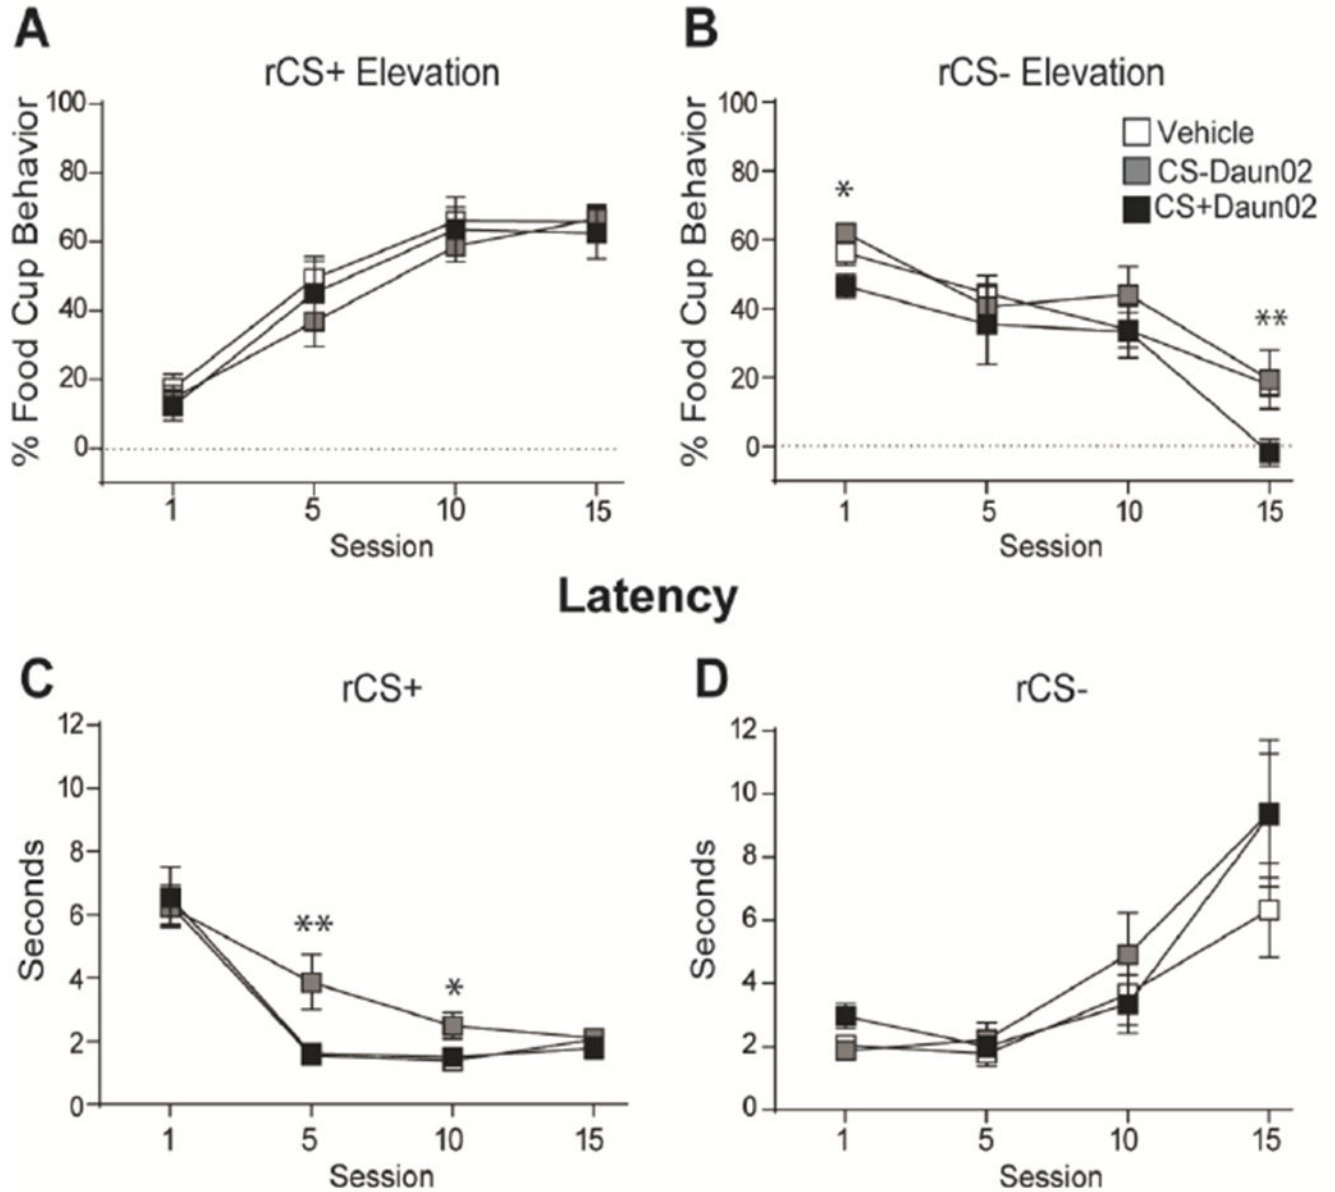 A
rCS+ Elevation
% Food Cup Behavior
100
80
60
40
20
0
1 5 10 15
Session
B
rCS- Elevation
% Food Cup Behavior
100
80
60
40
20
0
*
**
Vehicle
CS-Daun02
CS+Daun02
1 5 10 15
Session
Latency
C
rCS+
Seconds
12
10
8
6
4
2
0
**
*
1 5 10 15
Session
D
rCS-
Seconds
12
10
8
6
4
2
0
1 5 10 15
Session